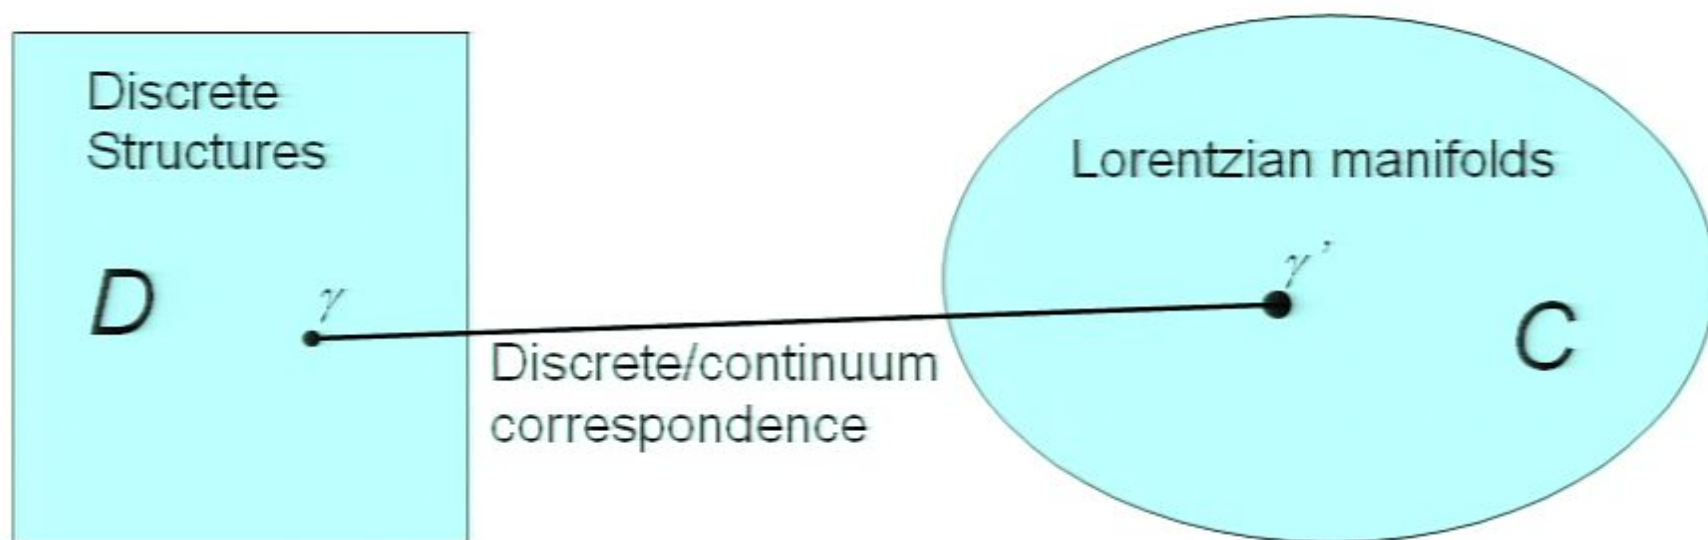 Discrete
Structures
Lorentzian manifolds
D
γ
γ’
C
Discrete/continuum
correspondence